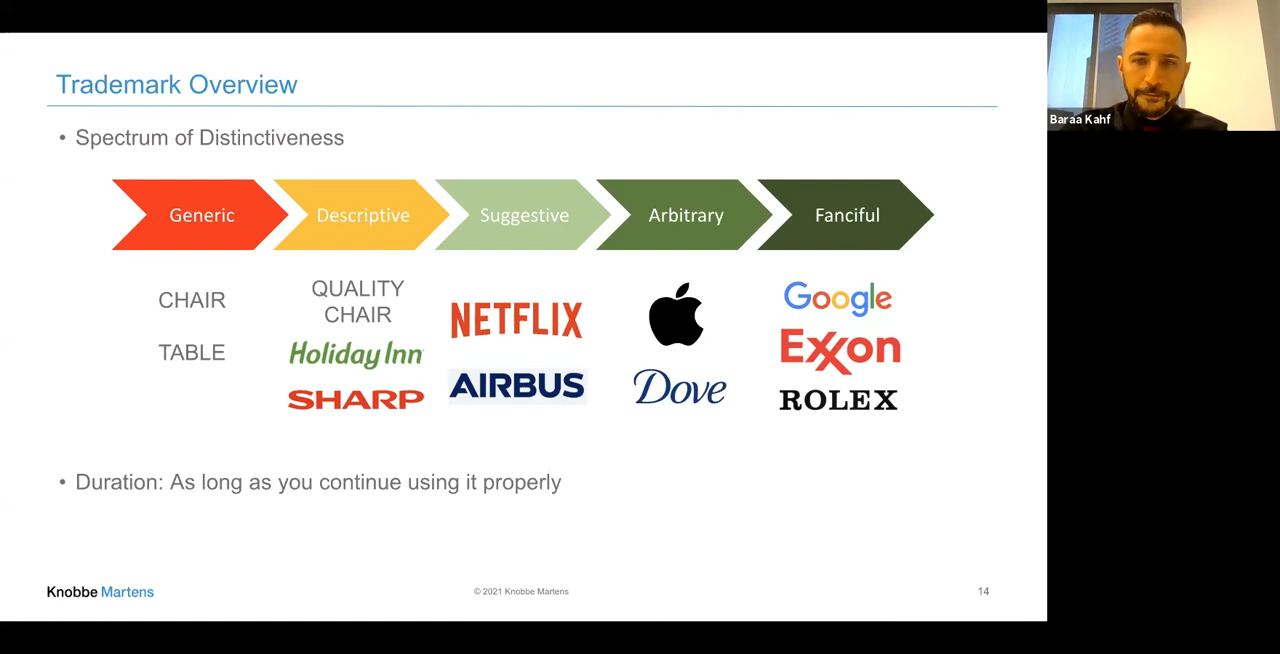 Trademark Overview
• Spectrum of Distinctiveness
Generic
Descriptive
Suggestive
Arbitrary
Fanciful
CHAIR
TABLE
QUALITY
CHAIR
Holiday Inn
SHARP
NETFLIX
AIRBUS
Dove
Google
Exxon
ROLEX
• Duration: As long as you continue using it properly
Knobbe Martens
© 2021 Knobbe Martens
14
Baraa Kahf